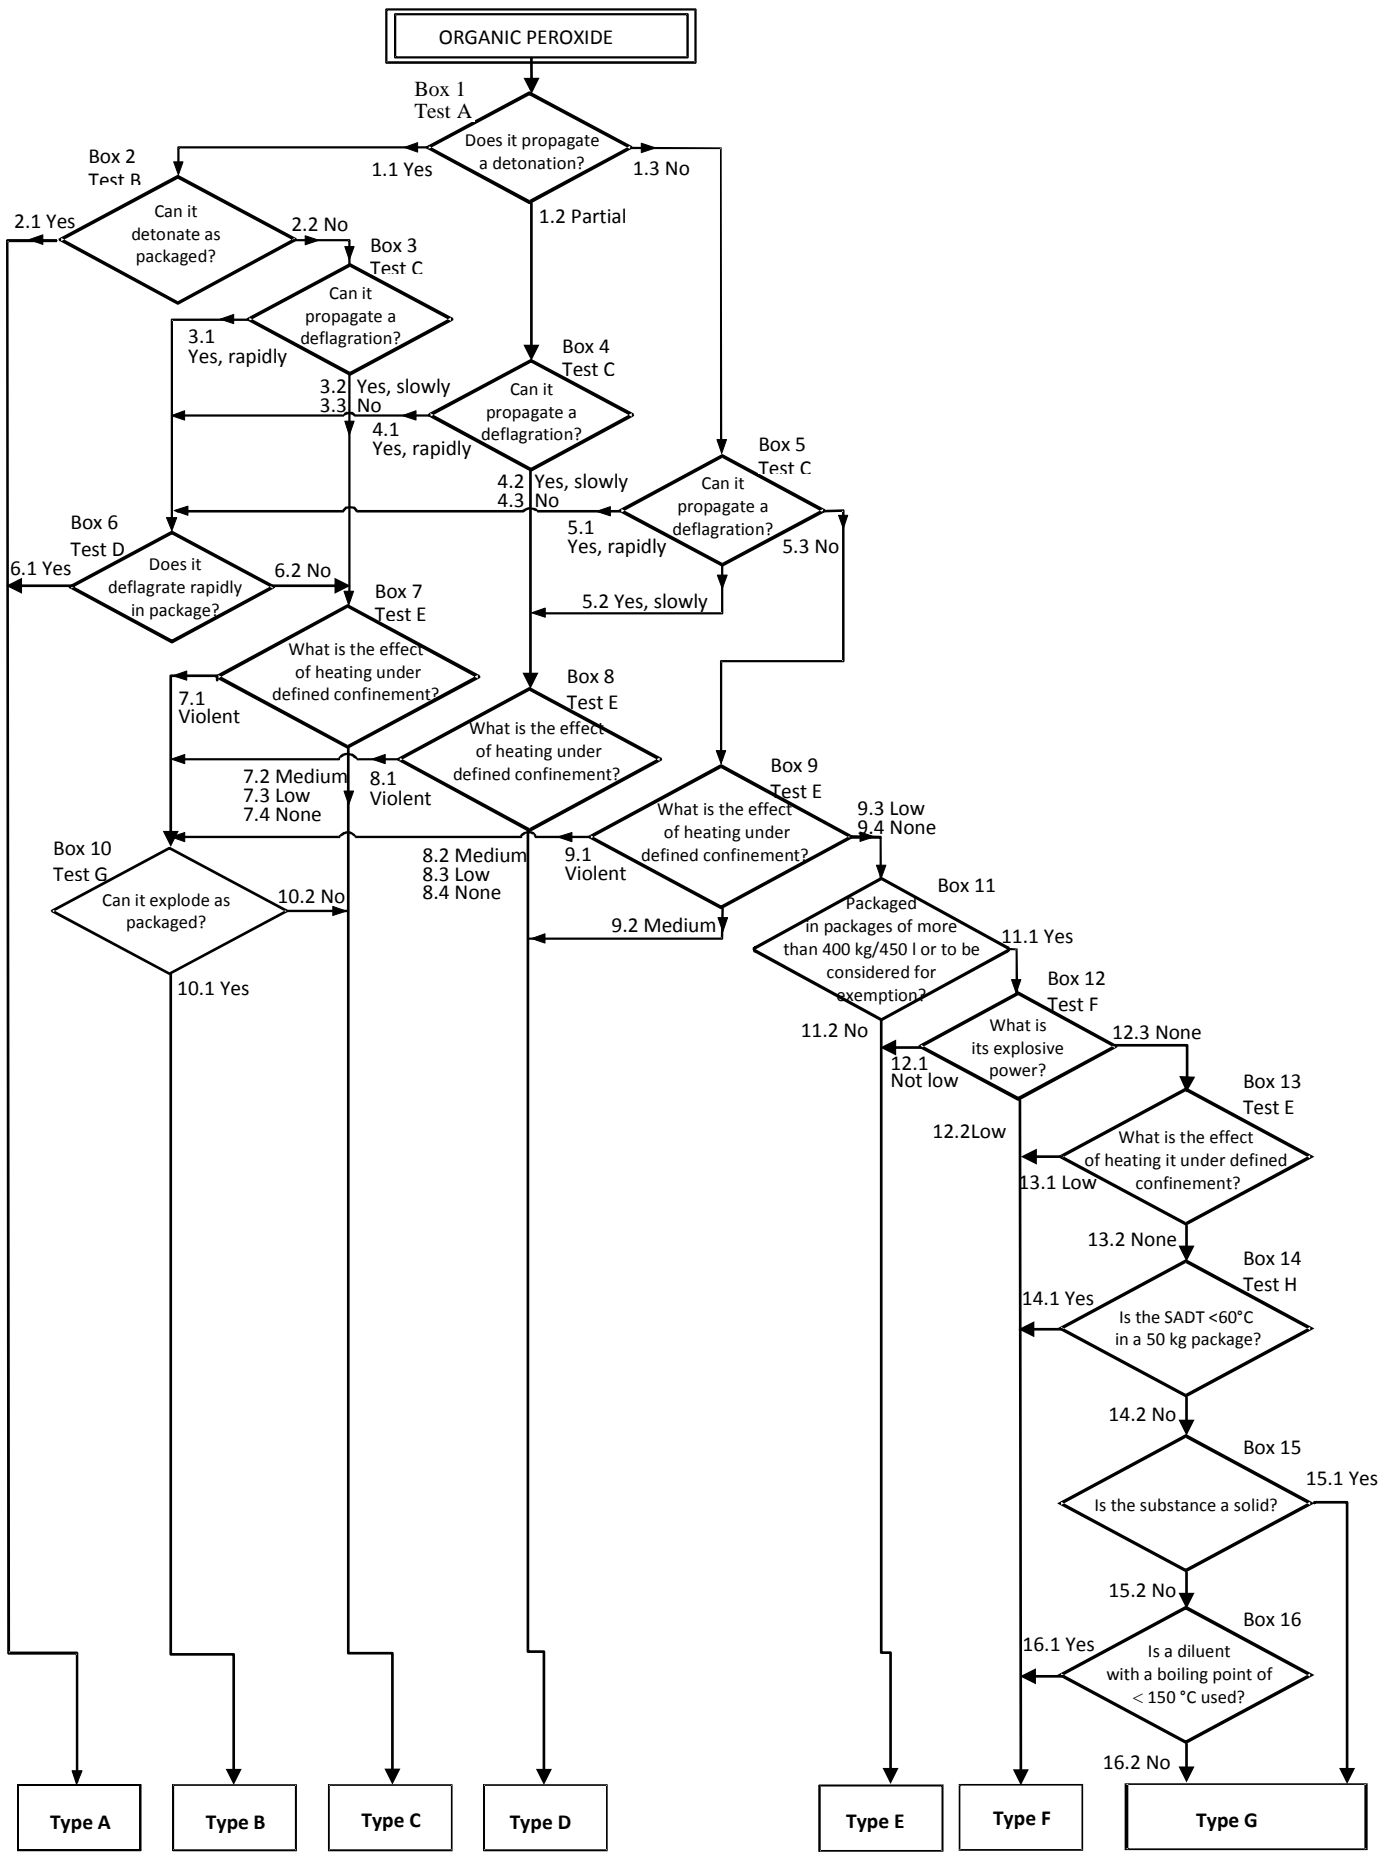 ORGANIC PEROXIDE
Box 1
Test A
Does it propagate
a detonation?
1.1 Yes
1.3 No
1.2 Partial
Box 2
Test B
Can it
detonate as
packaged?
2.1 Yes
2.2 No
Box 3
Test C
Can it
propagate a
deflagration?
3.1
Yes, rapidly
3.2 Yes, slowly
3.3 No
Box 4
Test C
Can it
propagate a
deflagration?
4.1
Yes, rapidly
4.2 Yes, slowly
4.3 No
Box 5
Test C
Can it
propagate a
deflagration?
5.1
Yes, rapidly
5.3 No
5.2 Yes, slowly
Box 6
Test D
Does it
deflagrate rapidly
in package?
6.1 Yes
6.2 No
Box 7
Test E
What is the effect
of heating under
defined confinement?
7.1
Violent
7.2 Medium
7.3 Low
7.4 None
Box 8
Test E
What is the effect
of heating under
defined confinement?
8.1
Violent
8.2 Medium
8.3 Low
8.4 None
Box 9
Test E
What is the effect
of heating under
defined confinement?
9.1
Violent
9.3 Low
9.4 None
9.2 Medium
Box 10
Test G
Can it explode as
packaged?
10.2 No
10.1 Yes
Box 11
Packaged
in packages of more
than 400 kg/450 l or to be
considered for
exemption?
11.1 Yes
11.2 No
Box 12
Test F
What is
its explosive
power?
12.1
Not low
12.3 None
12.2Low
Box 13
Test E
What is the effect
of heating it under defined
confinement?
13.1 Low
13.2 None
Box 14
Test H
Is the SADT <60°C
in a 50 kg package?
14.1 Yes
14.2 No
Box 15
Is the substance a solid?
15.1 Yes
15.2 No
Box 16
Is a diluent
with a boiling point of
< 150 °C used?
16.1 Yes
16.2 No
Type A
Type B
Type C
Type D
Type E
Type F
Type G